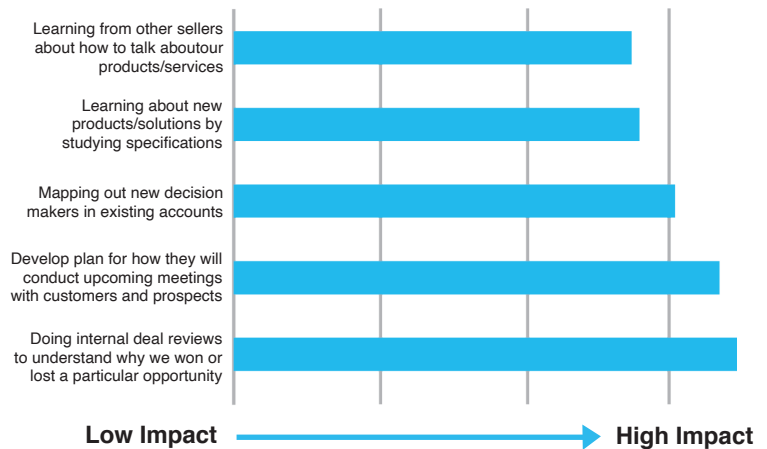 Learning from other sellers
about how to talk aboutour
products/services
Learning about new
products/solutions by
studying specifications
Mapping out new decision
makers in existing accounts
Develop plan for how they will
conduct upcoming meetings
with customers and prospects
Doing internal deal reviews
to understand why we won or
lost a particular opportunity
Low Impact
High Impact